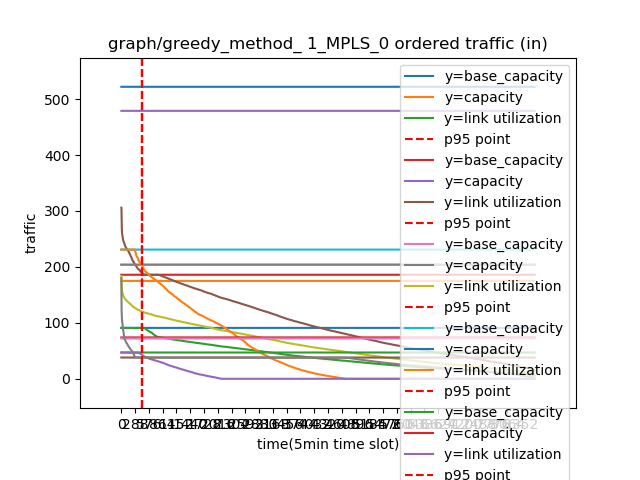 graph/greedy_method_ 1_MPLS_0 ordered traffic (in)
traffic
500
400
300
200
100
0
y=base_capacity
y=capacity
y=link utilization
p95 point
y=base_capacity
y=capacity
y=link utilization
p95 point
y=base_capacity
y=capacity
y=link utilization
p95 point
y=base_capacity
y=capacity
y=link utilization
p95 point
y=base_capacity
y=capacity
y=link utilization
p95 point
time(5min time slot)